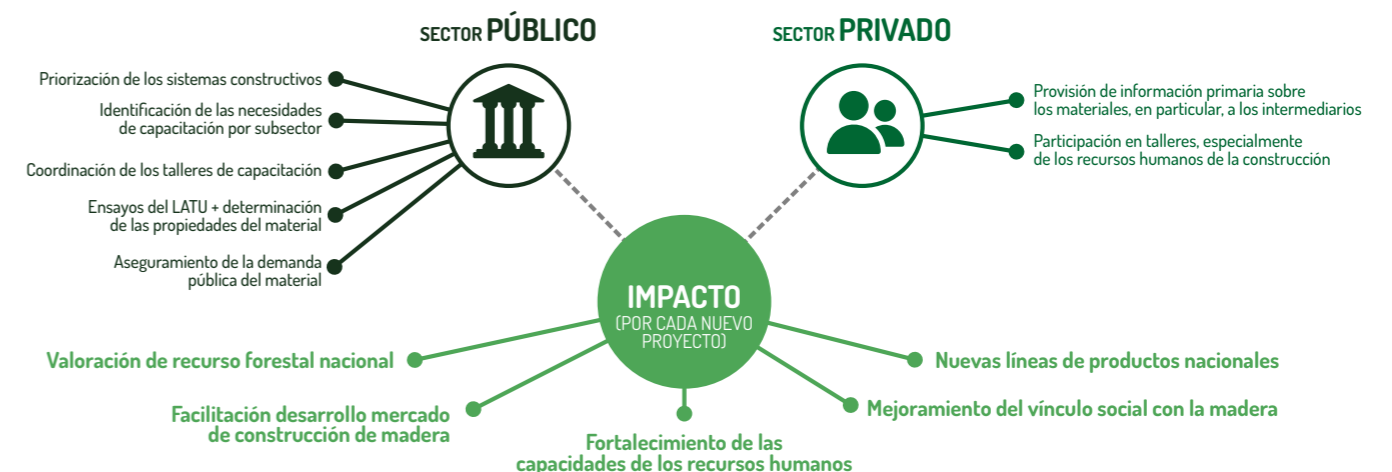 SECTOR PÚBLICO
Priorización de los sistemas constructivos
Identificación de las necesidades
de capacitación por subsector
Coordinación de los talleres de capacitación
Ensayos del LATU + determinación
de las propiedades del material
Aseguramiento de la demanda
pública del material
SECTOR PRIVADO
Provisión de información primaria sobre
los materiales, en particular, a los intermediarios
Participación en talleres, especialmente
de los recursos humanos de la construcción
IMPACTO
(POR CADA NUEVO
PROYECTO)
Valoración de recurso forestal nacional
Facilitación desarrollo mercado
de construcción de madera
Fortalecimiento de las
capacidades de los recursos humanos
Mejoramiento del vínculo social con la madera
Nuevas líneas de productos nacionales